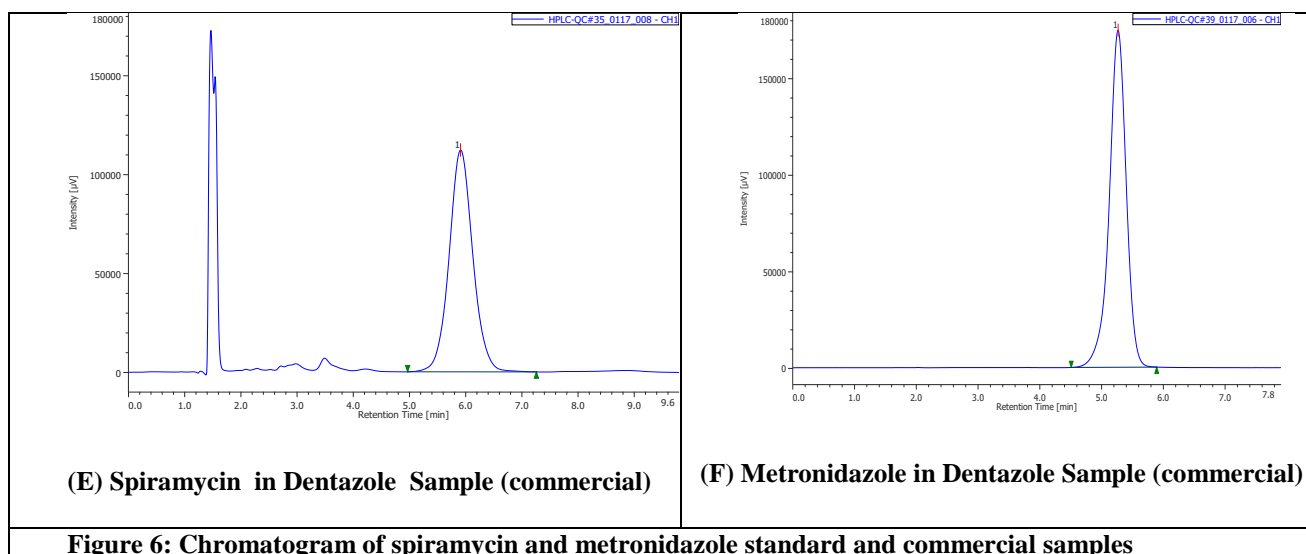 HPLC-QC#35_0117_008 - CH1
180000
150000
100000
50000
0
Intensity [µV]
1
0.0 1.0 2.0 3.0 4.0 5.0 6.0 7.0 8.0 9.0 9.6
Retention Time [min]
(E) Spiramycin in Dentazole Sample (commercial)
HPLC-QC#39_0117_006 - CH1
180000
150000
100000
50000
0
Intensity [µV]
1
0.0 1.0 2.0 3.0 4.0 5.0 6.0 7.0 7.8
Retention Time [min]
(F) Metronidazole in Dentazole Sample (commercial)
Figure 6: Chromatogram of spiramycin and metronidazole standard and commercial samples